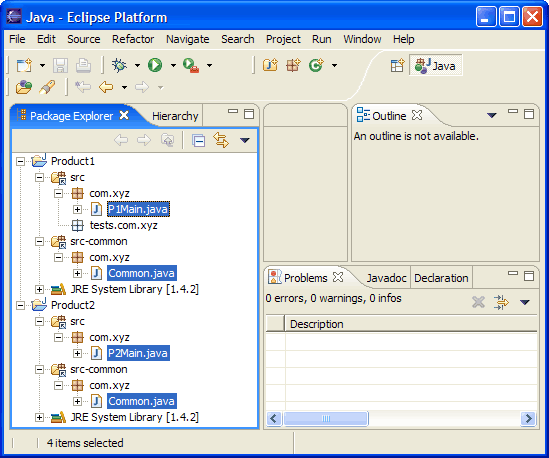 Java - Eclipse Platform
File Edit Source Refactor Navigate Search Project Run Window Help
Java
Package Explorer Hierarchy
Outline
An outline is not available.
Product1
src
com.xyz
P1Main.java
tests.com.xyz
src-common
com.xyz
Common.java
JRE System Library [1.4.2]
Product2
src
com.xyz
P2Main.java
src-common
com.xyz
Common.java
JRE System Library [1.4.2]
Problems Javadoc Declaration
0 errors, 0 warnings, 0 infos
Description
4 items selected